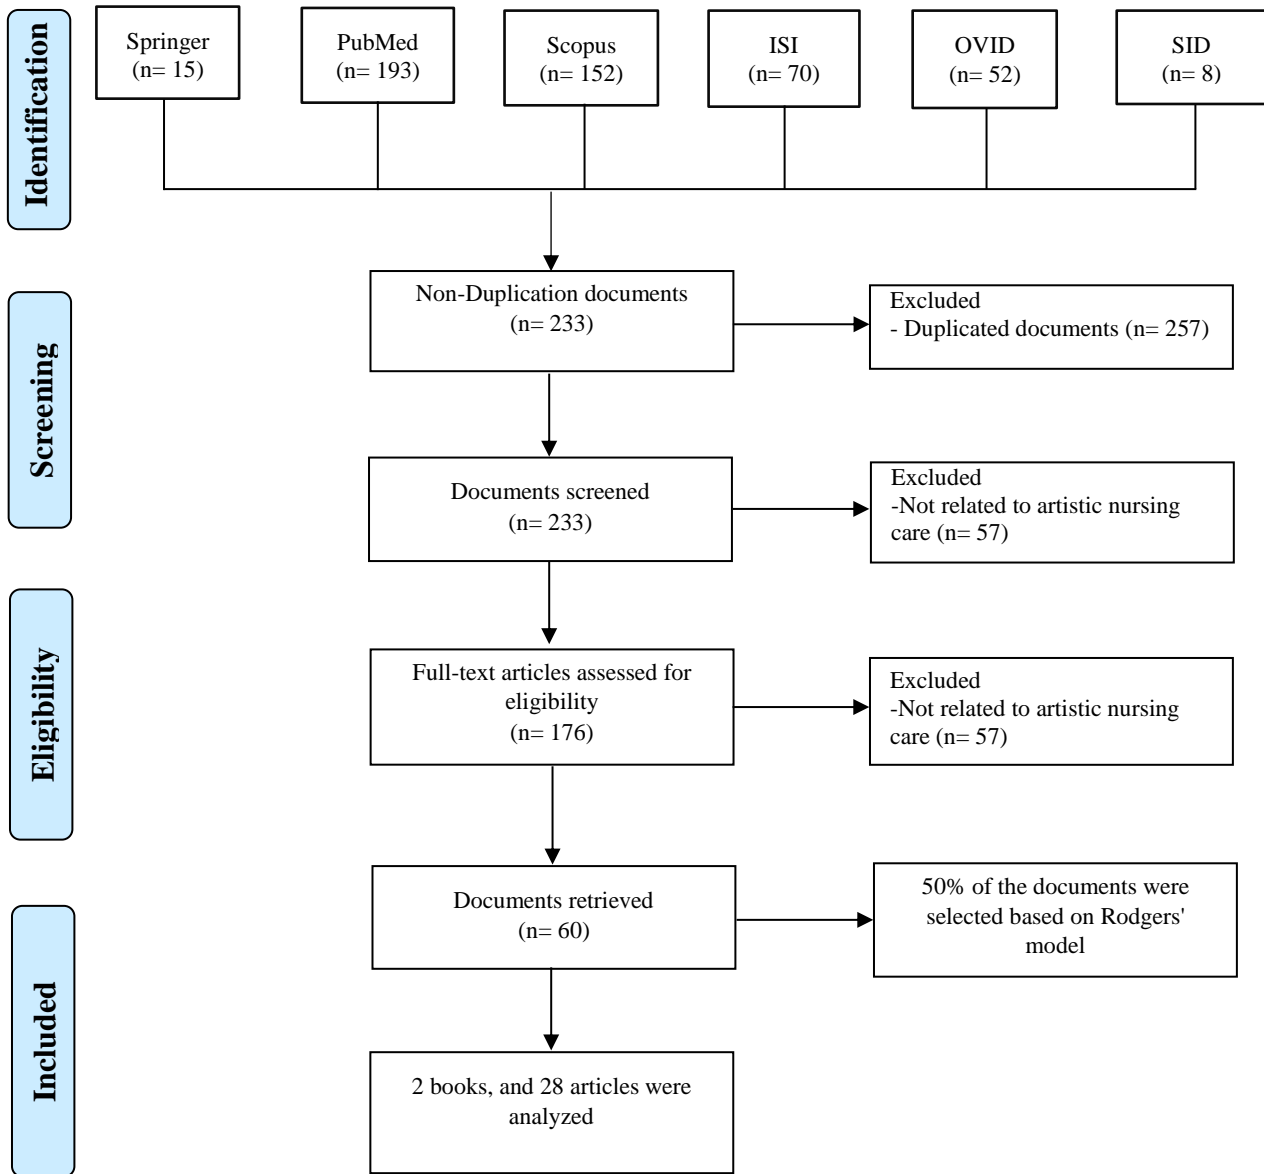 Identification
Springer
(n= 15)
PubMed
(n= 193)
Scopus
(n= 152)
ISI
(n= 70)
OVID
(n= 52)
SID
(n= 8)
Screening
Non-Duplication documents
(n= 233)
Excluded
- Duplicated documents (n= 257)
Documents screened
(n= 233)
Excluded
-Not related to artistic nursing
care (n= 57)
Eligibility
Full-text articles assessed for
eligibility
(n= 176)
Excluded
-Not related to artistic nursing
care (n= 57)
Included
Documents retrieved
(n= 60)
50% of the documents were
selected based on Rodgers'
model
2 books, and 28 articles were
analyzed